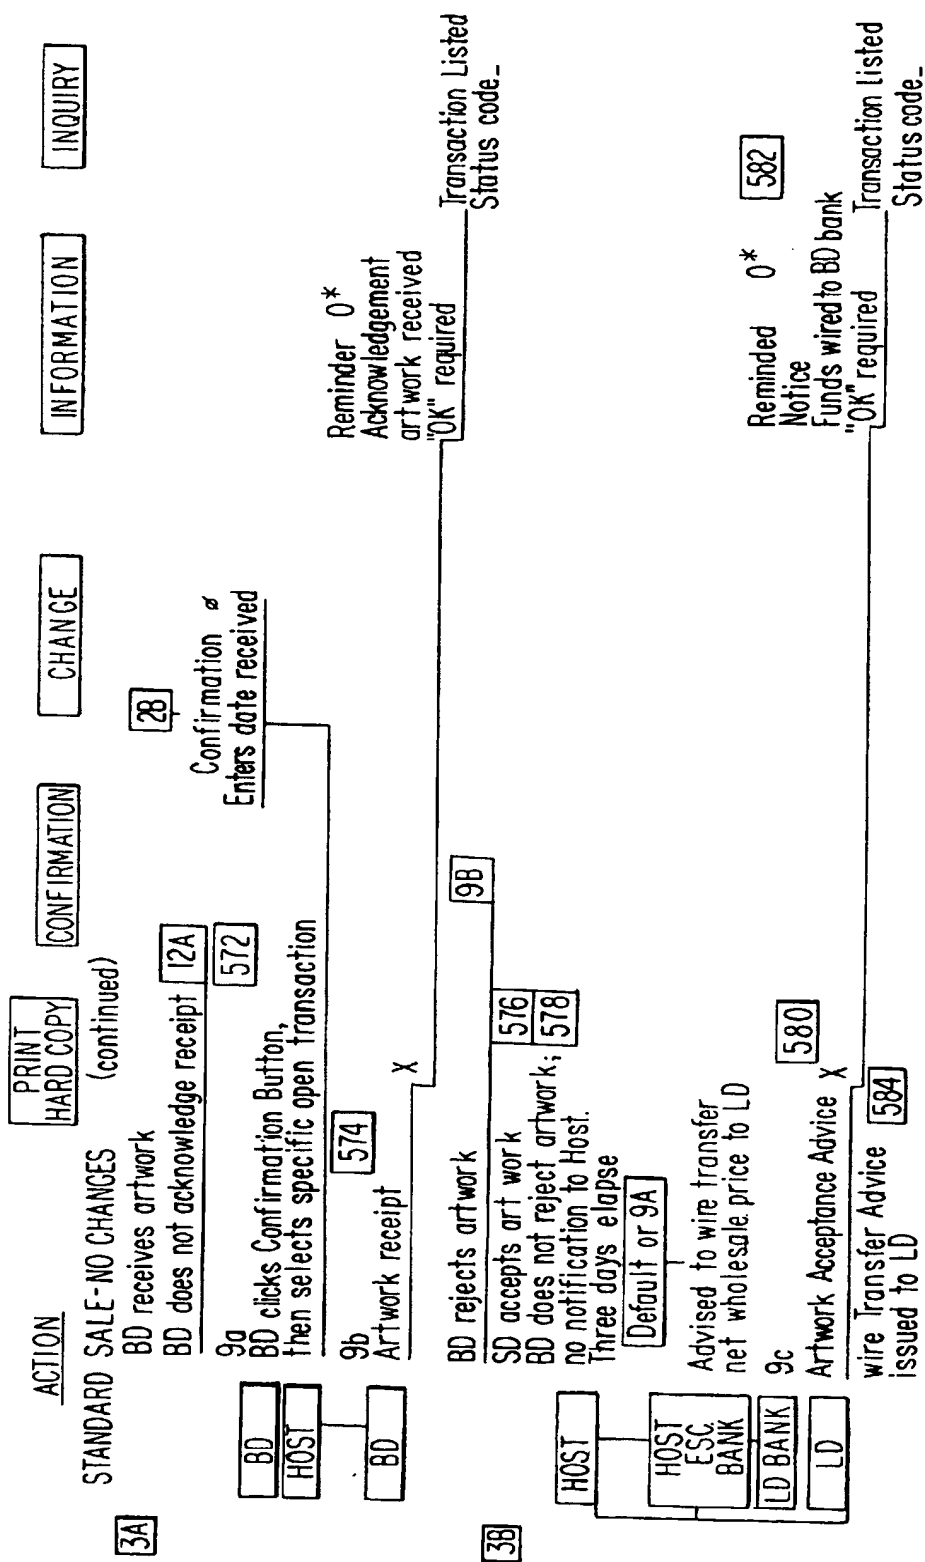 ACTION
PRINT
HARD COPY
CONFIRMATION
CHANGE
INFORMATION
INQUIRY
STANDARD SALE-NO CHANGES (continued)
3A
BD receives artwork
2B
BD does not acknowledge receipt 12A
Confirmation ø
Enters date received
9a
572
BD
BD clicks Confirmation Button,
HOST
then selects specific open transaction
574
Reminder 0*
Acknowledgement
artwork received
"OK" required
9b
BD
Artwork receipt X
Transaction Listed
Status code_
3B
BD rejects artwork
9B
SD accepts art work 576
BD does not reject artwork; 578
no notification to Host.
Three days elapse
HOST
Default or 9A
HOST
ESC.
BANK
Advised to wire transfer
net wholesale price to LD
580
582
Reminded 0*
Notice
Funds wired to BD bank
"OK" required
LD BANK
9c
LD
Artwork Acceptance Advice X
Transaction Listed
Status code_
wire Transfer Advice 584
issued to LD